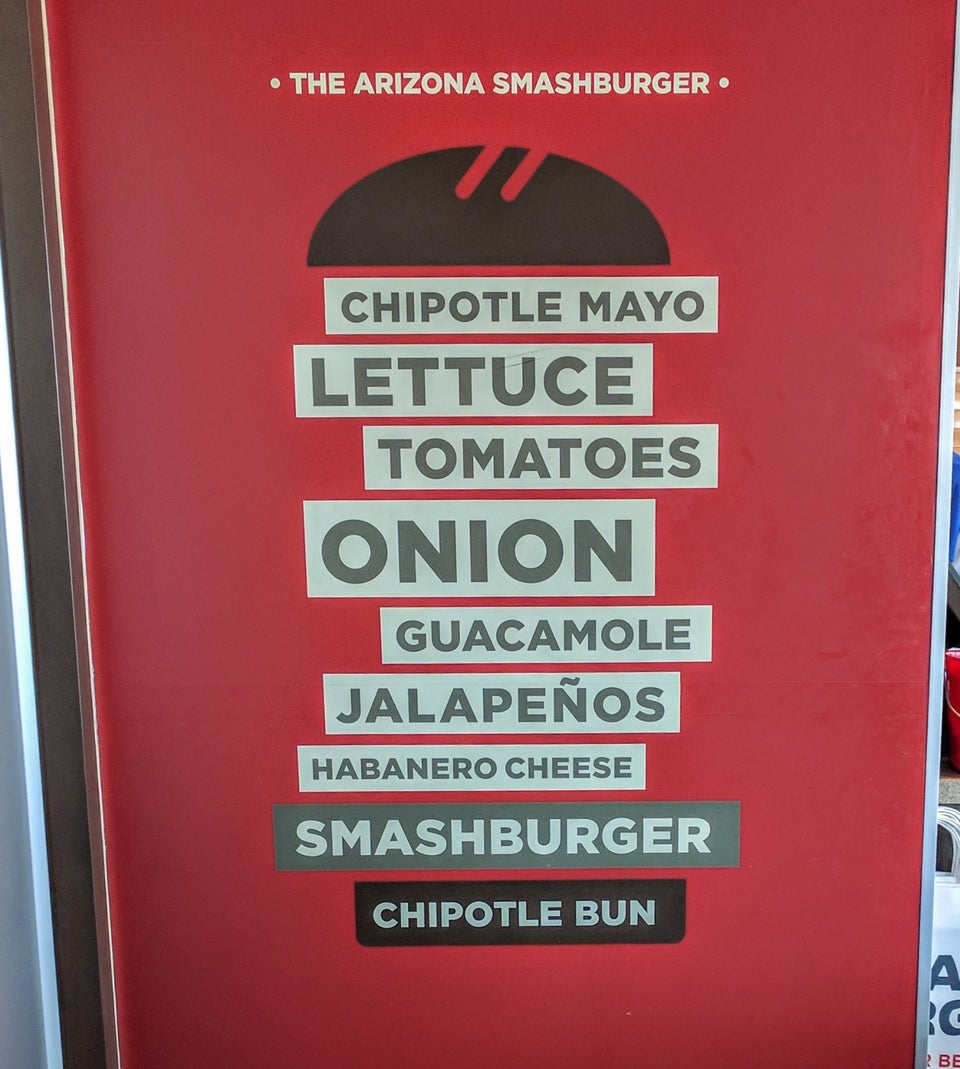 • THE ARIZONA SMASHBURGER •
CHIPOTLE MAYO
LETTUCE
TOMATOES
ONION
GUACAMOLE
JALAPEÑOS
HABANERO CHEESE
SMASHBURGER
CHIPOTLE BUN